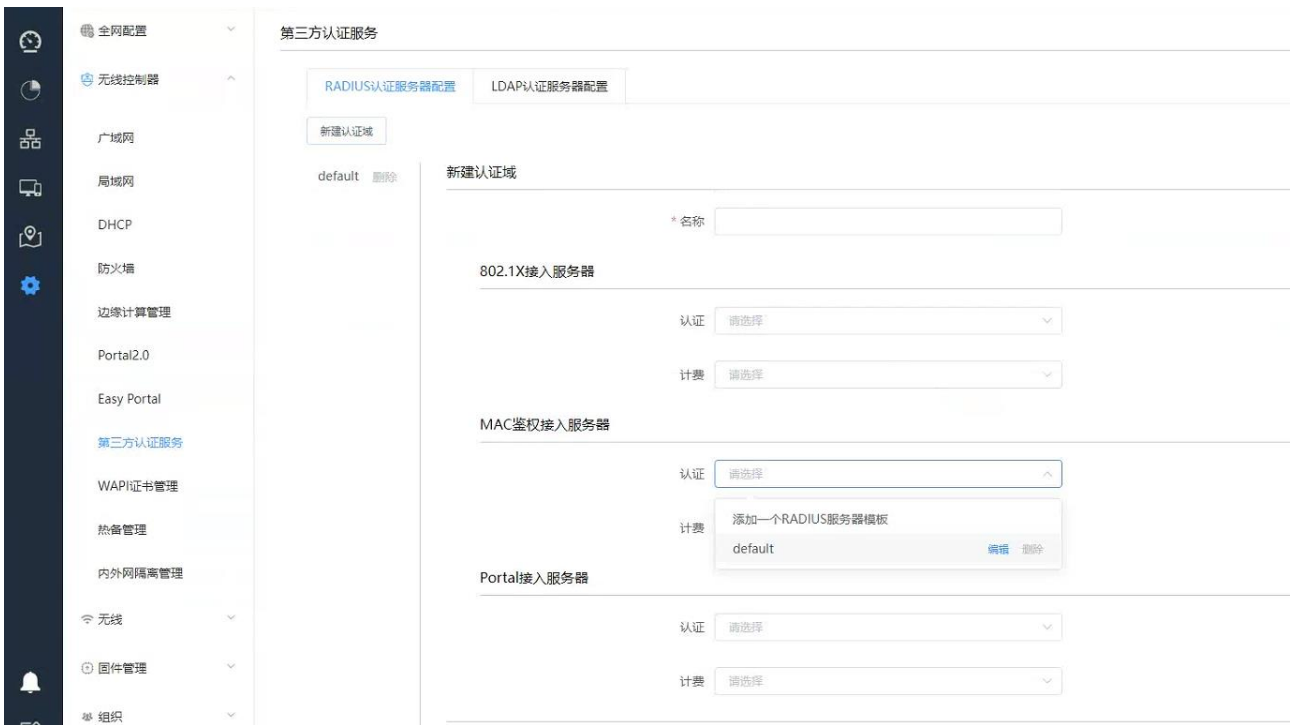 全网配置
无线控制器
广域网
局域网
DHCP
防火墙
边缘计算管理
Portal2.0
Easy Portal
第三方认证服务
WAPI证书管理
热备管理
内外网隔离管理
无线
固件管理
组织
第三方认证服务
RADIUS认证服务器配置 LDAP认证服务器配置
新建认证域
default 删除
新建认证域
* 名称
802.1X接入服务器
认证 请选择
计费 请选择
MAC鉴权接入服务器
认证 请选择
计费
添加一个RADIUS服务器模板
default 编辑 删除
Portal接入服务器
认证 请选择
计费 请选择